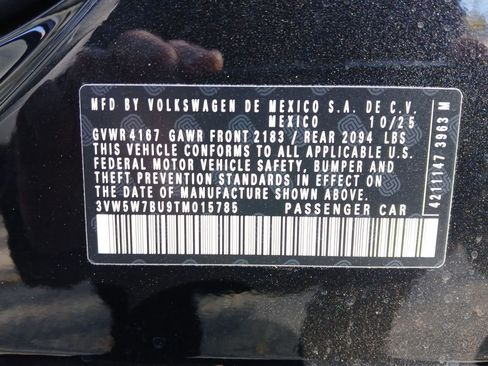 MFD BY VOLKSWAGEN DE MEXICO S.A. DE C.V.
MEXICO 10/25
GVWR 4167 GAWR FRONT 2183 / REAR 2094 LBS
THIS VEHICLE CONFORMS TO ALL APPLICABLE U.S.
FEDERAL MOTOR VEHICLE SAFETY, BUMPER AND
THEFT PREVENTION STANDARDS IN EFFECT ON THE
DATE OF MANUFACTURE SHOWN ABOVE.
3VW5W7BU9TM015785 PASSENGER CAR
4211147 3963 M